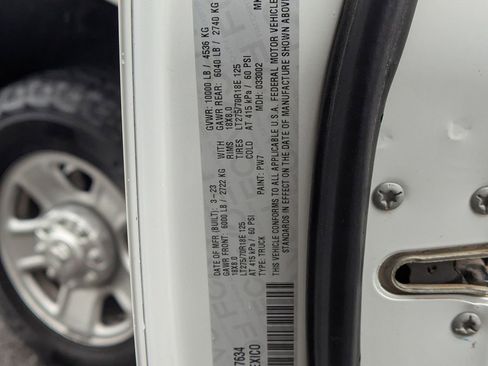 DATE OF MFR (BUILT): 3-23 GVWR: 10000 LB / 4536 KG
GAWR FRONT: 6000 LB / 2722 KG WITH GAWR REAR: 6040 LB / 2740 KG
18X8.0 RIMS 18X8.0
LT275/70R18E 125 TIRES LT275/70R18E 125
AT 415 kPa / 60 PSI COLD AT 415 kPa / 60 PSI
TYPE: TRUCK PAINT: PW7 MDH: 033002
THIS VEHICLE CONFORMS TO ALL APPLICABLE U.S.A. FEDERAL MOTOR VEHICLE
STANDARDS IN EFFECT ON THE DATE OF MANUFACTURE SHOWN ABOVE
7634
EXICO